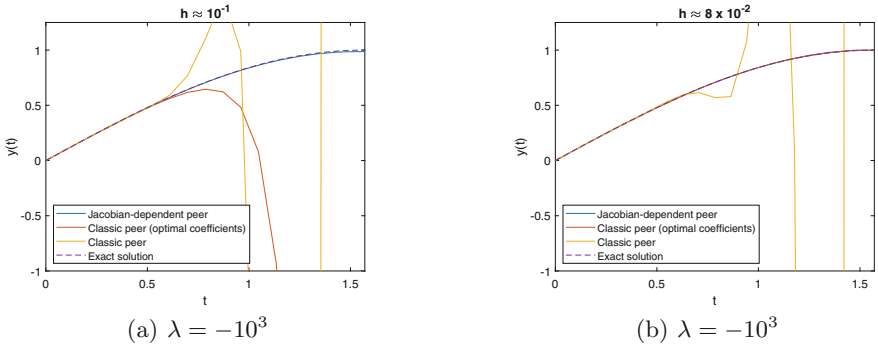 h ≈ 10⁻¹
1
0.5
0
-0.5
-1
y(t)
0
0.5
1
1.5
t
Jacobian-dependent peer
Classic peer (optimal coefficients)
Classic peer
Exact solution
(a) λ = −10³
h ≈ 8 x 10⁻²
1
0.5
0
-0.5
-1
y(t)
0
0.5
1
1.5
t
Jacobian-dependent peer
Classic peer (optimal coefficients)
Classic peer
Exact solution
(b) λ = −10³